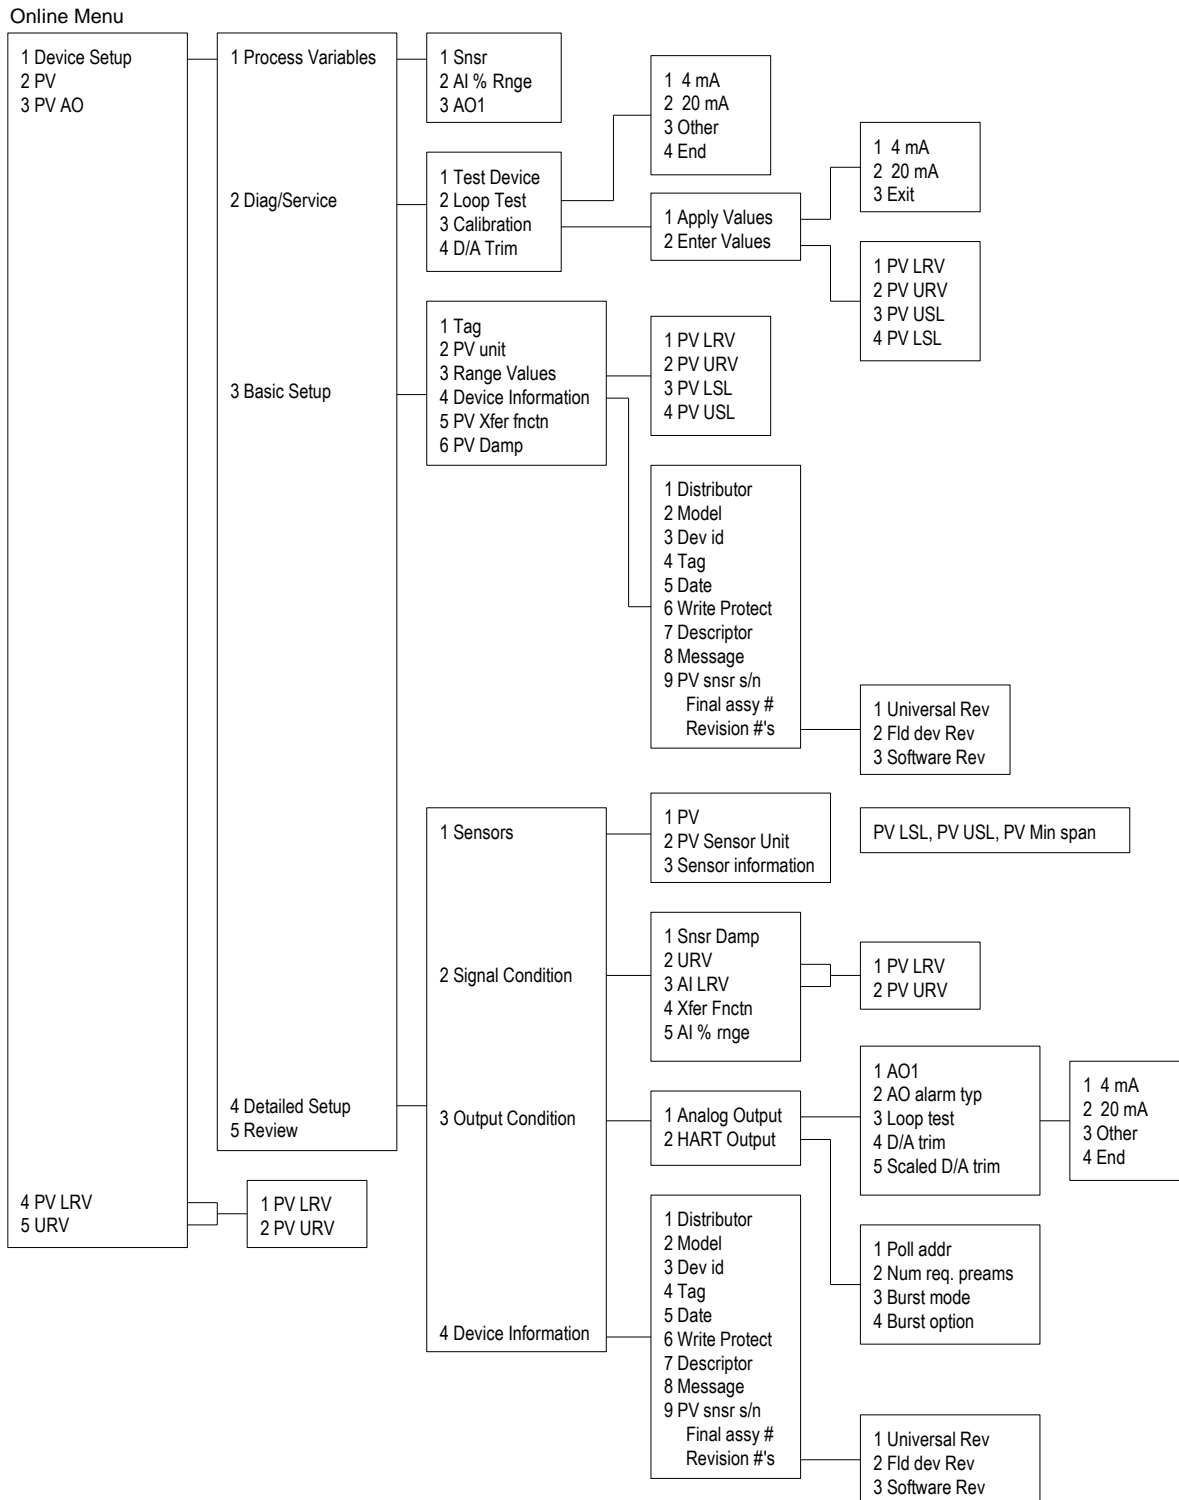 Online Menu
1 Device Setup
2 PV
3 PV AO
4 PV LRV
5 URV
1 Process Variables
2 Diag/Service
3 Basic Setup
4 Detailed Setup
5 Review
1 PV LRV
2 PV URV
1 Snsr
2 AI % Rnge
3 AO1
1 Test Device
2 Loop Test
3 Calibration
4 D/A Trim
1 4 mA
2 20 mA
3 Other
4 End
1 Apply Values
2 Enter Values
1 4 mA
2 20 mA
3 Exit
1 PV LRV
2 PV URV
3 PV USL
4 PV LSL
1 Tag
2 PV unit
3 Range Values
4 Device Information
5 PV Xfer fnctn
6 PV Damp
1 PV LRV
2 PV URV
3 PV LSL
4 PV USL
1 Distributor
2 Model
3 Dev id
4 Tag
5 Date
6 Write Protect
7 Descriptor
8 Message
9 PV snsr s/n
Final assy #
Revision #'s
1 Universal Rev
2 Fld dev Rev
3 Software Rev
1 Sensors
2 Signal Condition
3 Output Condition
4 Device Information
1 PV
2 PV Sensor Unit
3 Sensor information
PV LSL, PV USL, PV Min span
1 Snsr Damp
2 URV
3 AI LRV
4 Xfer Fnctn
5 AI % rnge
1 PV LRV
2 PV URV
1 Analog Output
2 HART Output
1 AO1
2 AO alarm typ
3 Loop test
4 D/A trim
5 Scaled D/A trim
1 4 mA
2 20 mA
3 Other
4 End
1 Poll addr
2 Num req. preams
3 Burst mode
4 Burst option
1 Distributor
2 Model
3 Dev id
4 Tag
5 Date
6 Write Protect
7 Descriptor
8 Message
9 PV snsr s/n
Final assy #
Revision #'s
1 Universal Rev
2 Fld dev Rev
3 Software Rev